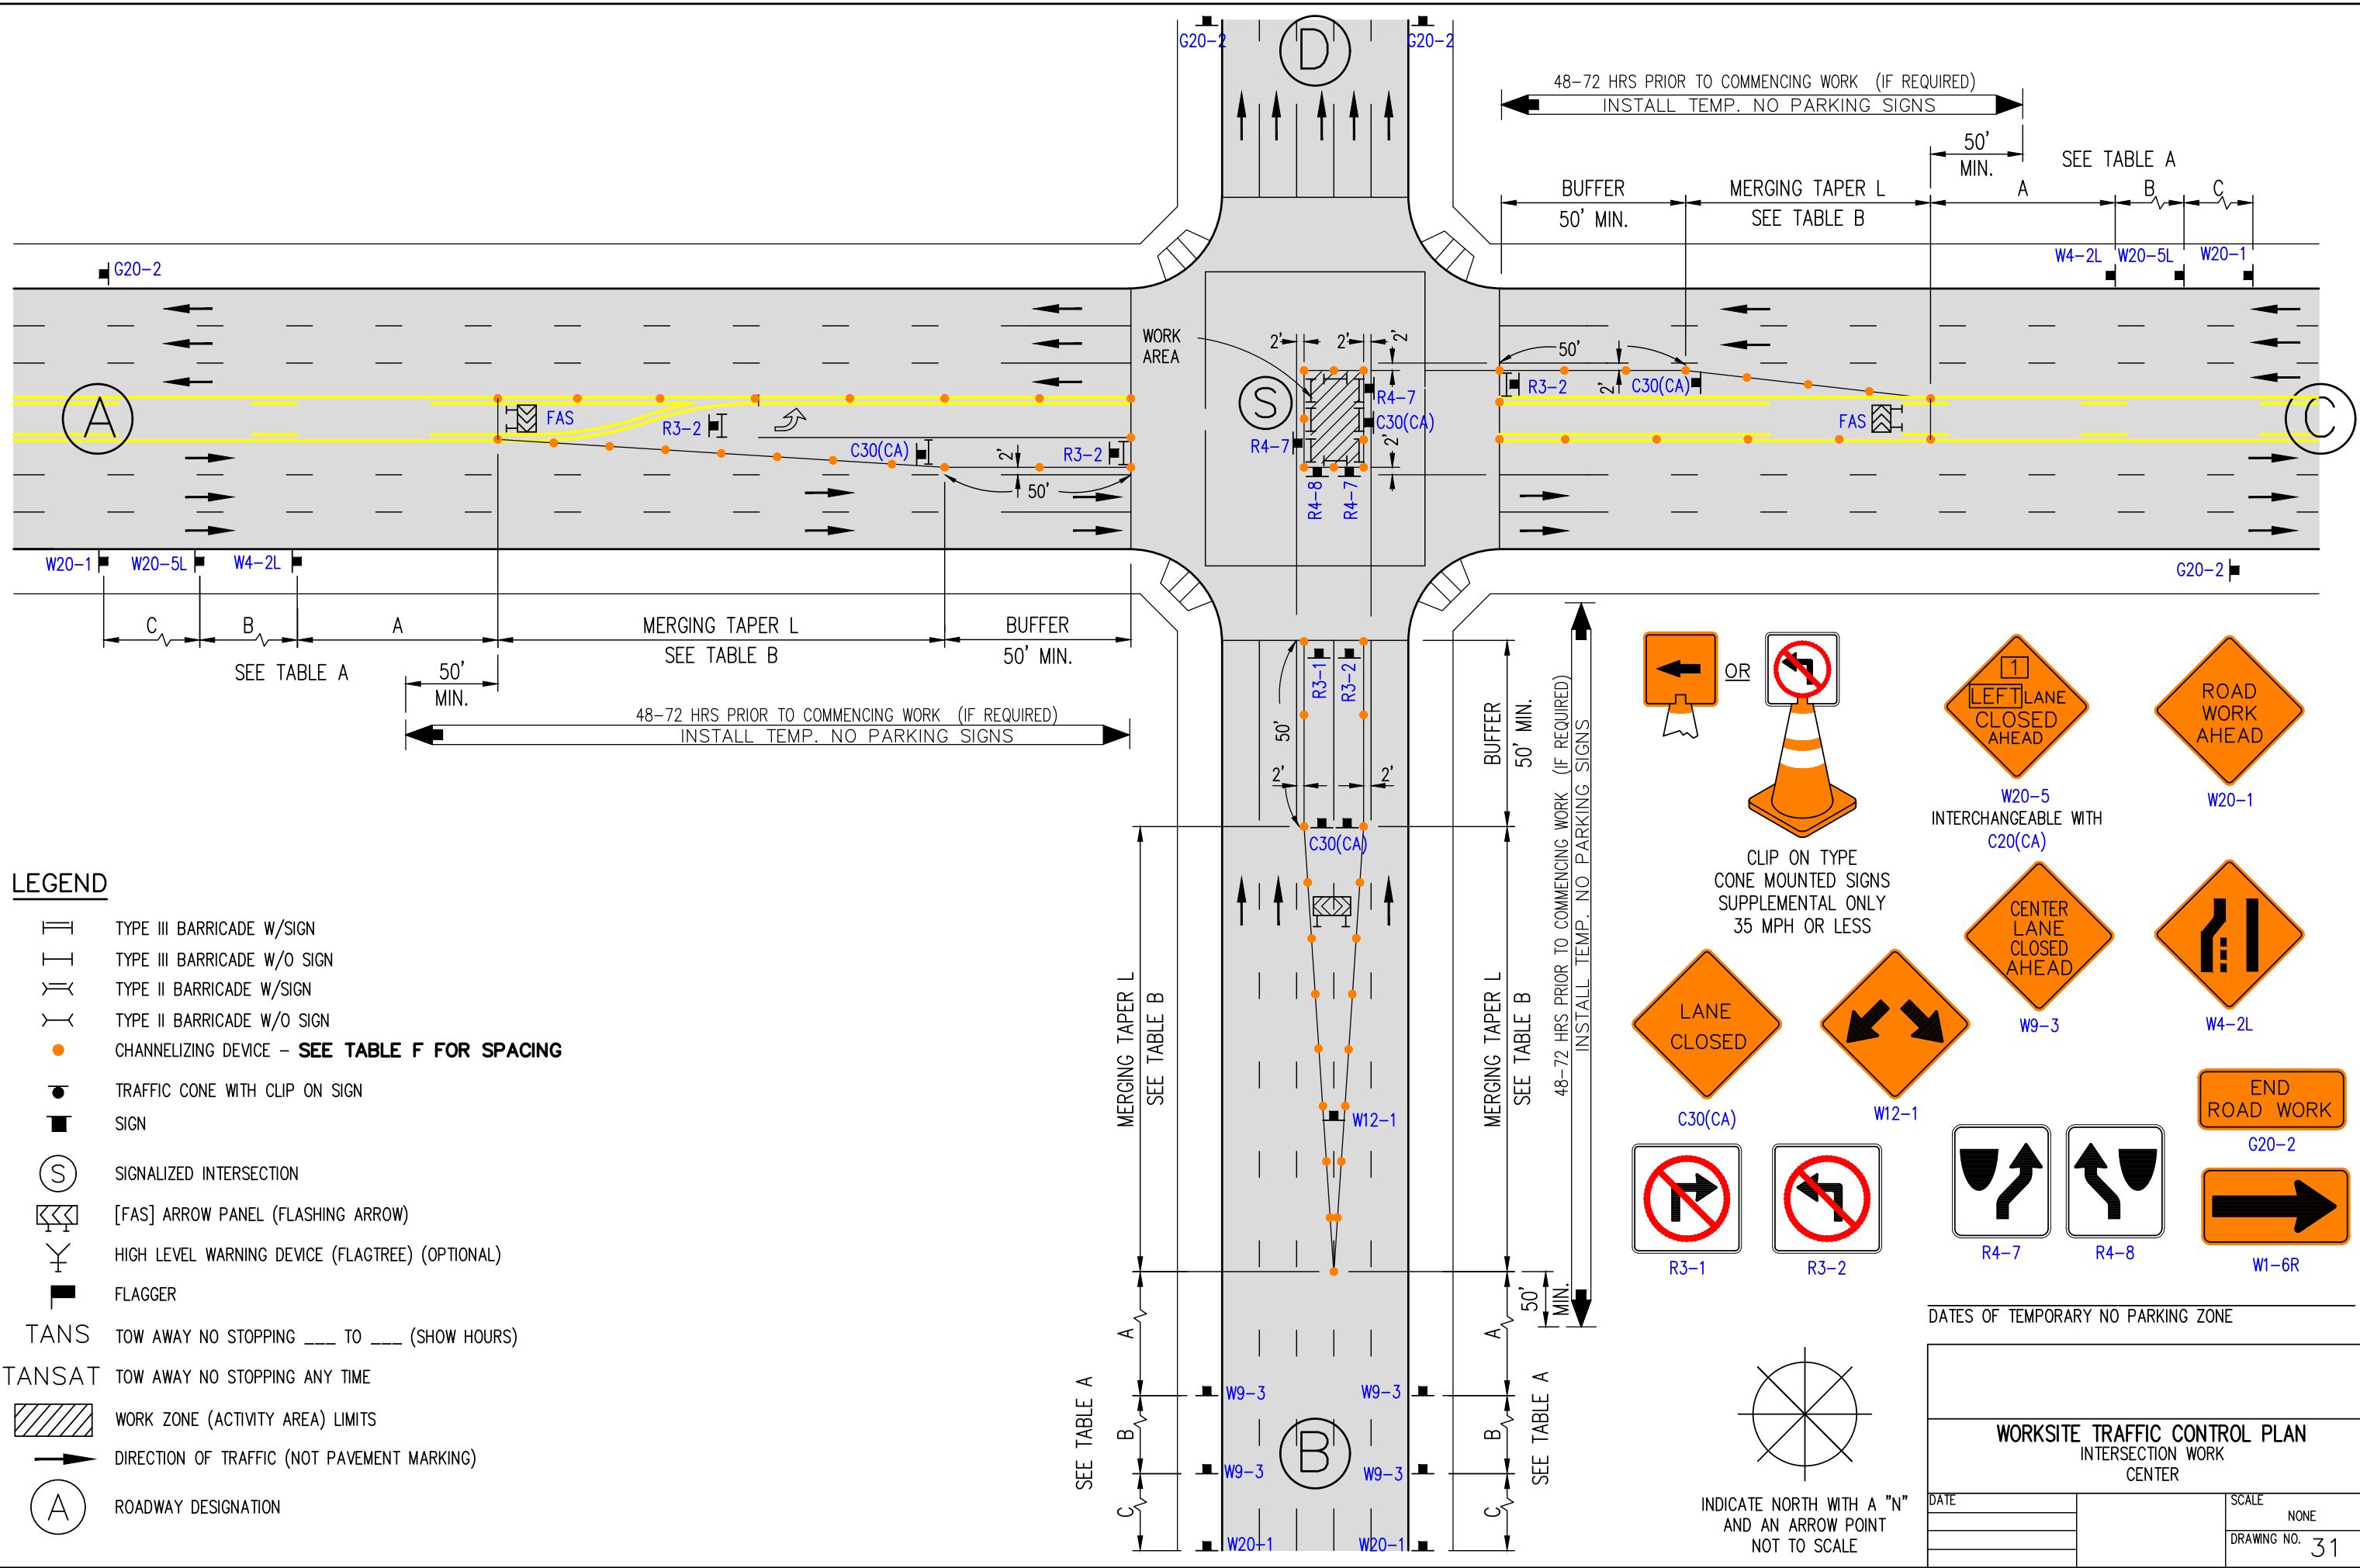 G20-2
G20-2
D
48-72 HRS PRIOR TO COMMENCING WORK (IF REQUIRED)
INSTALL TEMP. NO PARKING SIGNS
50'
MIN.
SEE TABLE A
BUFFER
50' MIN.
MERGING TAPER L
SEE TABLE B
A
B
C
W4-2L
W20-5L
W20-1
G20-2
WORK
AREA
2'
2'
2'
50'
R3-2
2'
C30(CA)
R4-7
C30(CA)
S
R4-7
2'
R4-8
R4-7
A
FAS
R3-2
C30(CA)
R3-2
2'
50'
FAS
C
W20-1
W20-5L
W4-2L
G20-2
C
B
A
MERGING TAPER L
SEE TABLE B
BUFFER
50' MIN.
SEE TABLE A
50'
MIN.
48-72 HRS PRIOR TO COMMENCING WORK (IF REQUIRED)
INSTALL TEMP. NO PARKING SIGNS
R3-1
R3-2
50'
2'
2'
BUFFER
50' MIN.
48-72 HRS PRIOR TO COMMENCING WORK (IF REQUIRED)
INSTALL TEMP. NO PARKING SIGNS
C30(CA)
MERGING TAPER L
SEE TABLE B
MERGING TAPER L
SEE TABLE B
W12-1
50'
MIN.
A
A
SEE TABLE A
SEE TABLE A
W9-3
W9-3
B
B
B
W9-3
W9-3
C
C
W20-1
W20-1
OR
CLIP ON TYPE
CONE MOUNTED SIGNS
SUPPLEMENTAL ONLY
35 MPH OR LESS
1
LEFT LANE
CLOSED
AHEAD
W20-5
INTERCHANGEABLE WITH
C20(CA)
ROAD
WORK
AHEAD
W20-1
LANE
CLOSED
C30(CA)
W12-1
CENTER
LANE
CLOSED
AHEAD
W9-3
W4-2L
END
ROAD WORK
G20-2
R3-1
R3-2
R4-7
R4-8
W1-6R
LEGEND
TYPE III BARRICADE W/SIGN
TYPE III BARRICADE W/O SIGN
TYPE II BARRICADE W/SIGN
TYPE II BARRICADE W/O SIGN
CHANNELIZING DEVICE - SEE TABLE F FOR SPACING
TRAFFIC CONE WITH CLIP ON SIGN
SIGN
S SIGNALIZED INTERSECTION
[FAS] ARROW PANEL (FLASHING ARROW)
HIGH LEVEL WARNING DEVICE (FLAGTREE) (OPTIONAL)
FLAGGER
TANS TOW AWAY NO STOPPING ___ TO ___ (SHOW HOURS)
TANSAT TOW AWAY NO STOPPING ANY TIME
WORK ZONE (ACTIVITY AREA) LIMITS
DIRECTION OF TRAFFIC (NOT PAVEMENT MARKING)
A ROADWAY DESIGNATION
INDICATE NORTH WITH A "N"
AND AN ARROW POINT
NOT TO SCALE
DATES OF TEMPORARY NO PARKING ZONE
WORKSITE TRAFFIC CONTROL PLAN
INTERSECTION WORK
CENTER
DATE
SCALE
NONE
DRAWING NO. 31